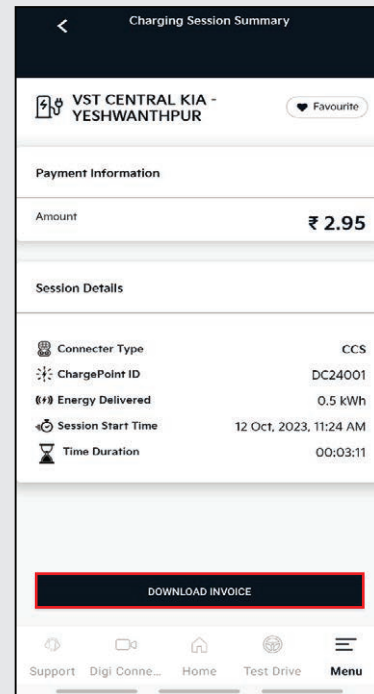 Charging Session Summary
VST CENTRAL KIA -
YESHWANTHPUR
Favourite
Payment Information
Amount
₹ 2.95
Session Details
Connecter Type CCS
ChargePoint ID DC24001
Energy Delivered 0.5 kWh
Session Start Time 12 Oct, 2023, 11:24 AM
Time Duration 00:03:11
DOWNLOAD INVOICE
Support Digi Conne... Home Test Drive Menu